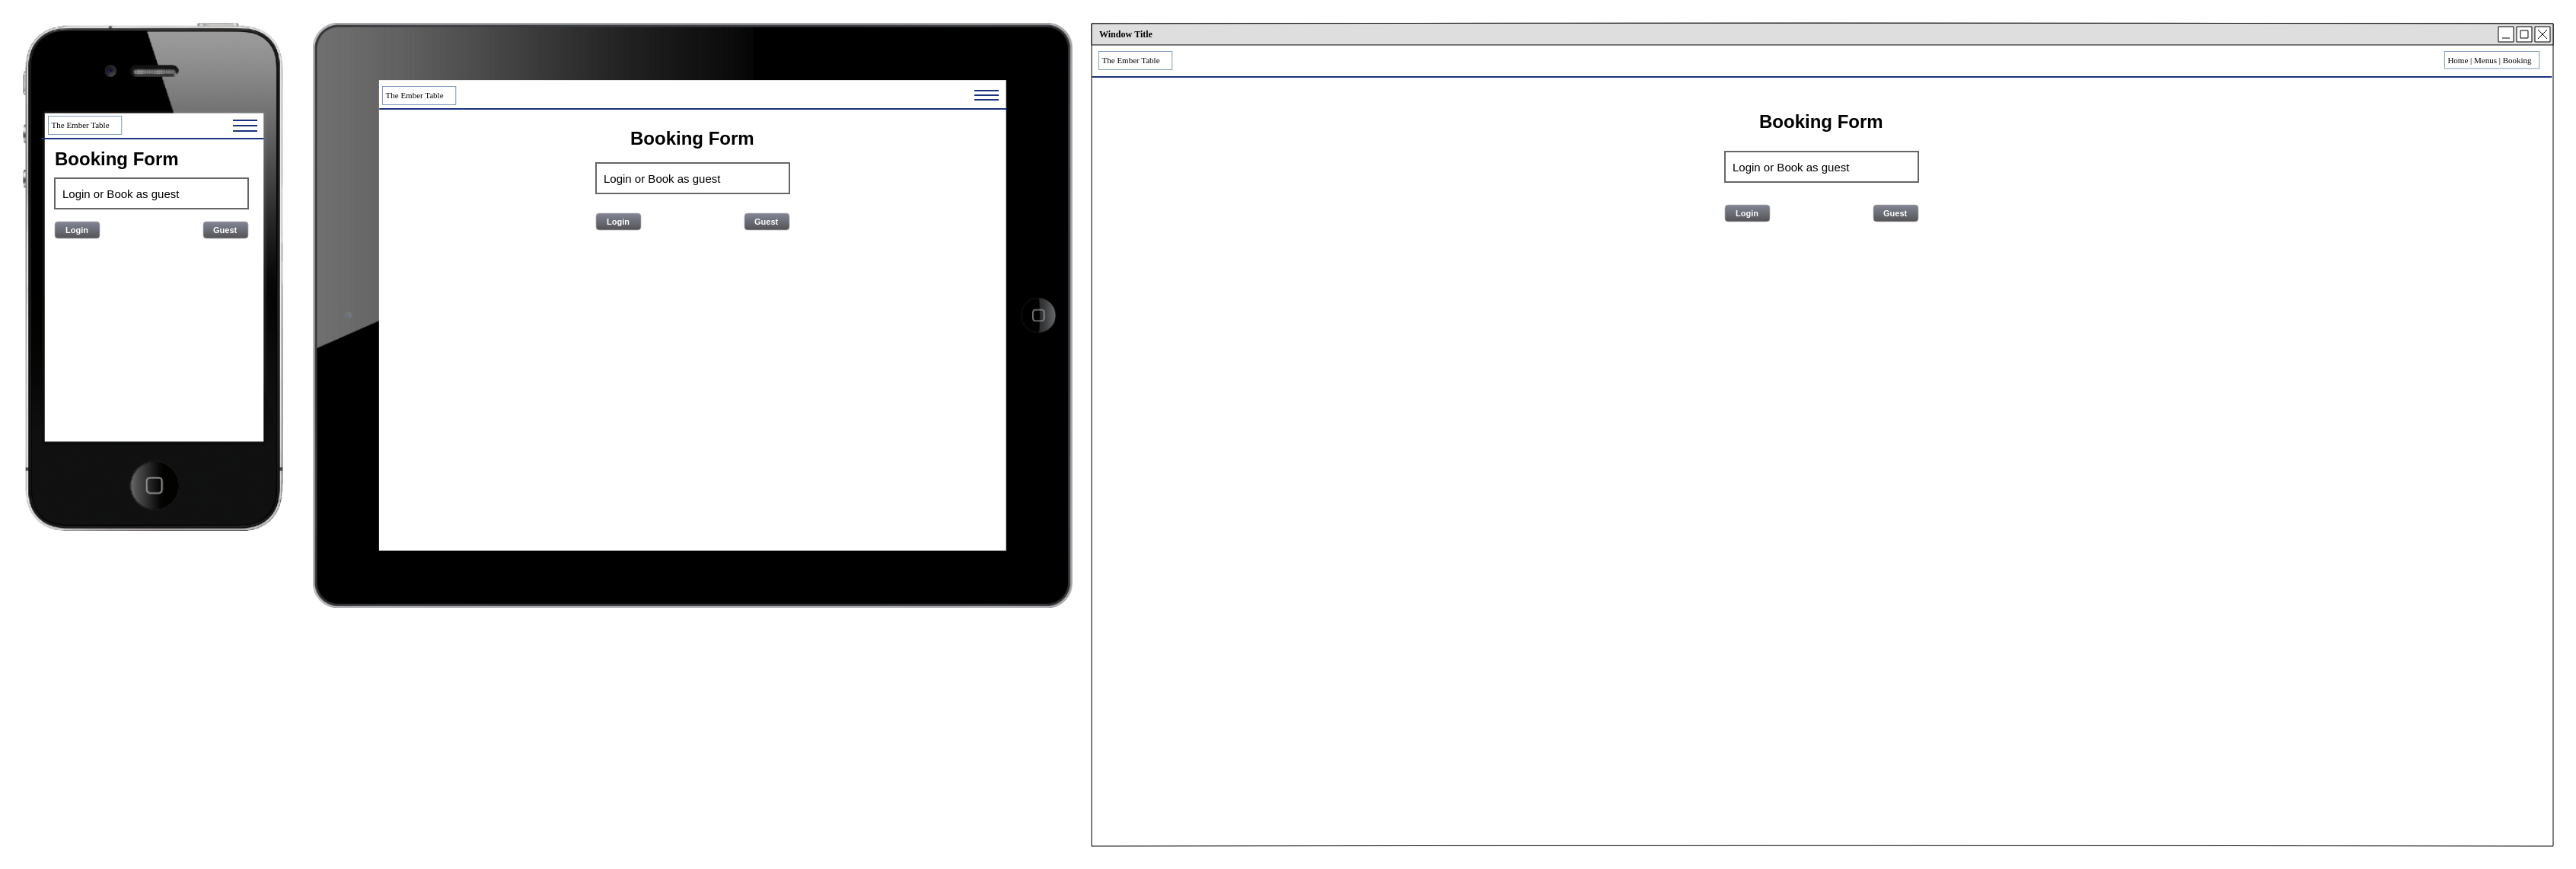 The Ember Table
Booking Form
Login or Book as guest
Login
Guest
The Ember Table
Booking Form
Login or Book as guest
Login
Guest
Window Title
The Ember Table
Home | Menus | Booking
Booking Form
Login or Book as guest
Login
Guest